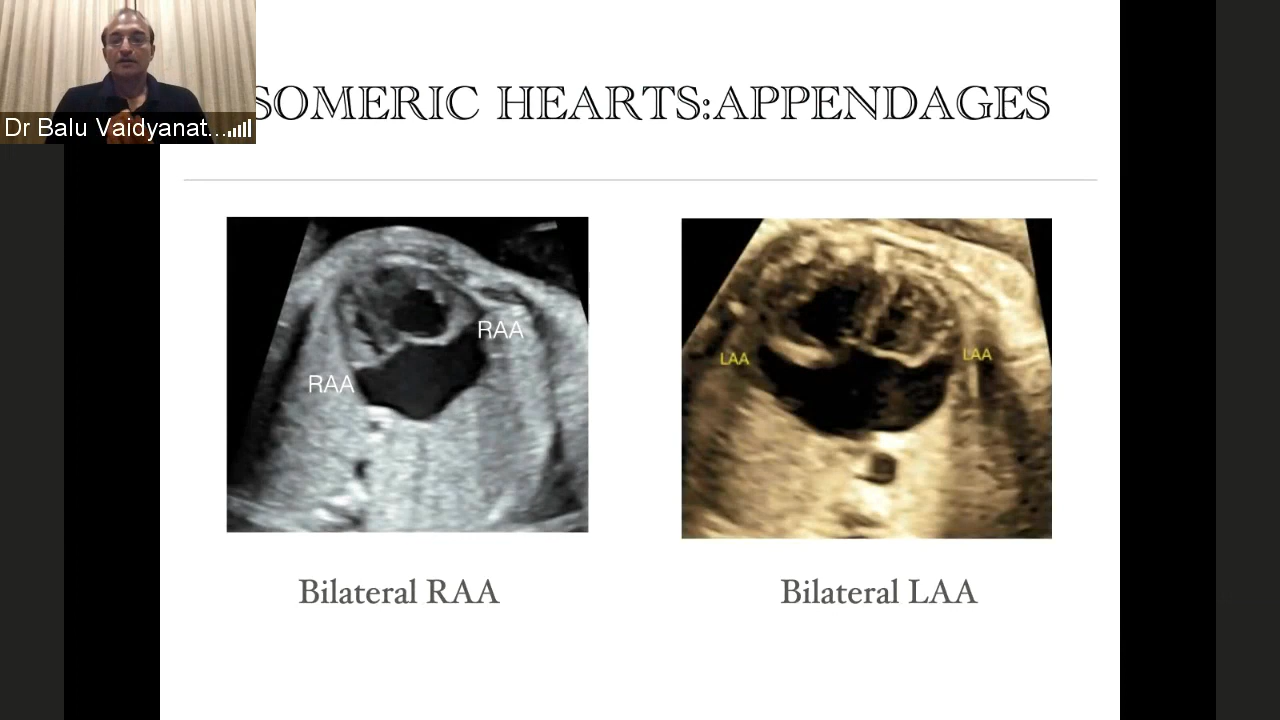 SOMERIC HEARTS:APPENDAGES
Dr Balu Vaidyanat...
RAA
RAA
LAA
LAA
Bilateral RAA
Bilateral LAA